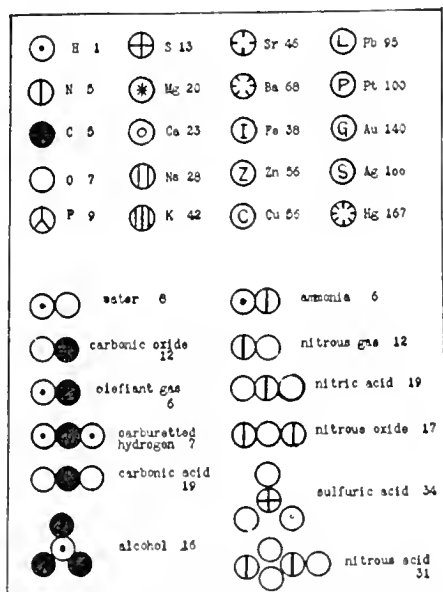 H 1 S 13 Sr 46 L Pb 95
N 5 Mg 20 Ba 68 P Pt 100
C 5 Ca 23 I Fe 38 G Au 140
O 7 Na 28 Z Zn 56 S Ag 100
P 9 K 42 C Cu 56 Hg 167
water 8
carbonic oxide
12
olefiant gas
6
carburetted
hydrogen 7
carbonic acid
19
alcohol 16
ammonia 6
nitrous gas 12
nitric acid 19
nitrous oxide 17
sulfuric acid 34
nitrous acid
31